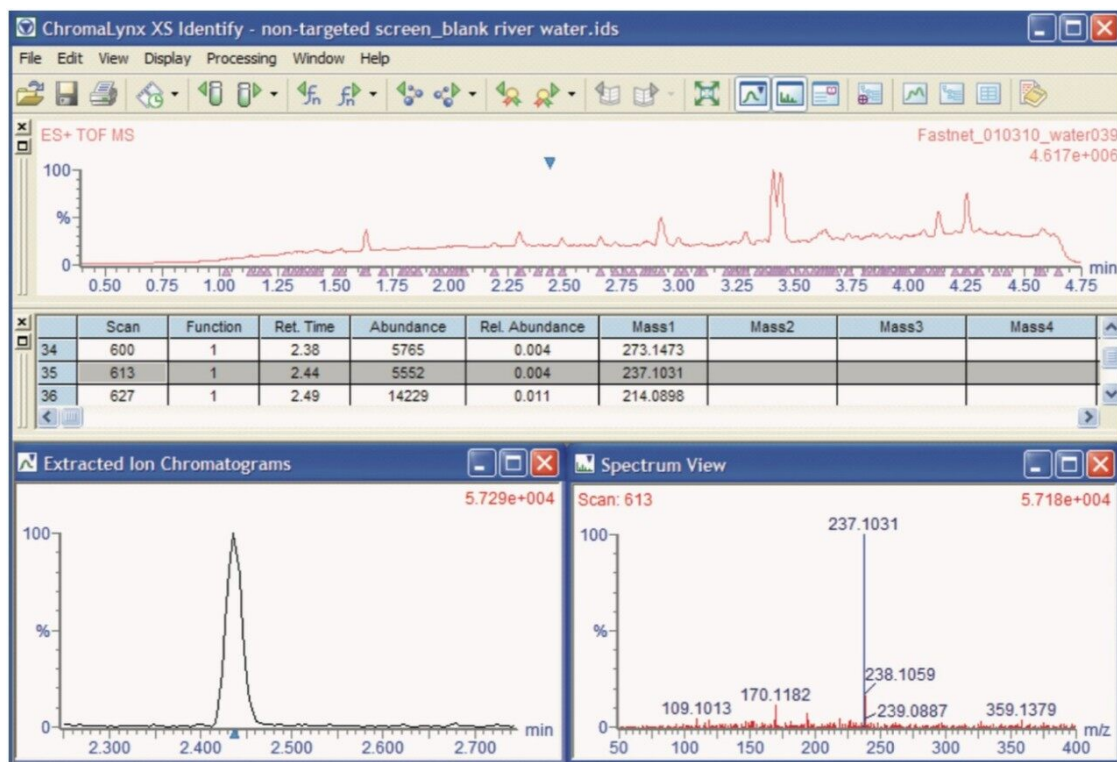 ChromaLynx XS Identify - non-targeted screen_blank river water.ids
File Edit View Display Processing Window Help
ES+ TOF MS
Fastnet_010310_water039
4.617e+006
100
%
0
0.50 0.75 1.00 1.25 1.50 1.75 2.00 2.25 2.50 2.75 3.00 3.25 3.50 3.75 4.00 4.25 4.50 4.75 min
Scan Function Ret. Time Abundance Rel. Abundance Mass1 Mass2 Mass3 Mass4
34 600 1 2.38 5765 0.004 273.1473
35 613 1 2.44 5552 0.004 237.1031
36 627 1 2.49 14229 0.011 214.0898
Extracted Ion Chromatograms
5.729e+004
100
%
0
2.300 2.400 2.500 2.600 2.700 min
Spectrum View
Scan: 613
5.718e+004
237.1031
100
%
238.1059
170.1182
109.1013
239.0887
359.1379
0
50 100 150 200 250 300 350 400 m/z